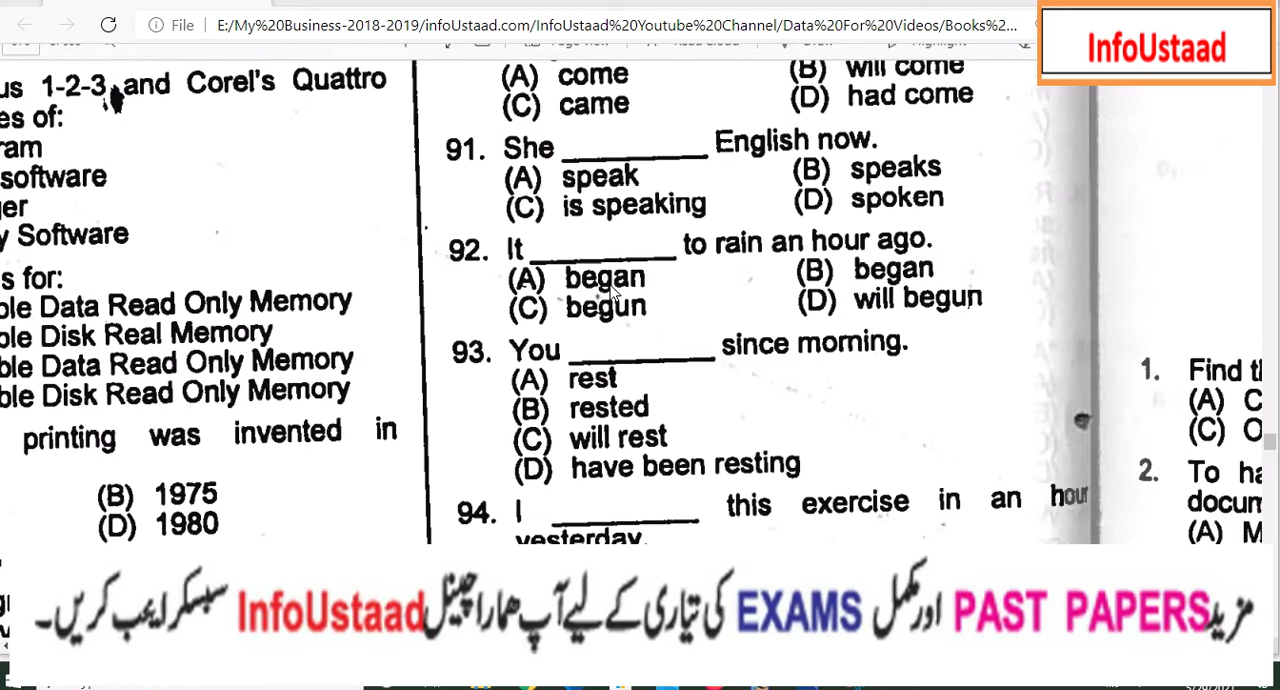 File
E:/My%20Business-2018-2019/infoUstaad.com/InfoUstaad%20Youtube%20Channel/Data%20For%20Videos/Books%2...
InfoUstaad
us 1-2-3, and Corel's Quattro
es of:
ram
software
ger
y Software
s for:
ble Data Read Only Memory
ble Disk Real Memory
ble Data Read Only Memory
ble Disk Read Only Memory
printing was invented in
(B) 1975
(D) 1980
(A) come (B) will come
(C) came (D) had come
91. She ________ English now.
(A) speak (B) speaks
(C) is speaking (D) spoken
92. It ________ to rain an hour ago.
(A) began (B) began
(C) begun (D) will begun
93. You ________ since morning.
(A) rest
(B) rested
(C) will rest
(D) have been resting
94. I ________ this exercise in an hour
yesterday.
1. Find t
(A) C
(C) O
2. To ha
docum
(A) M
مزید PAST PAPERS اور مکمل EXAMS کی تیاری کے لیے آپ ہمارا چینل InfoUstaad سبسکرائیب کریں۔